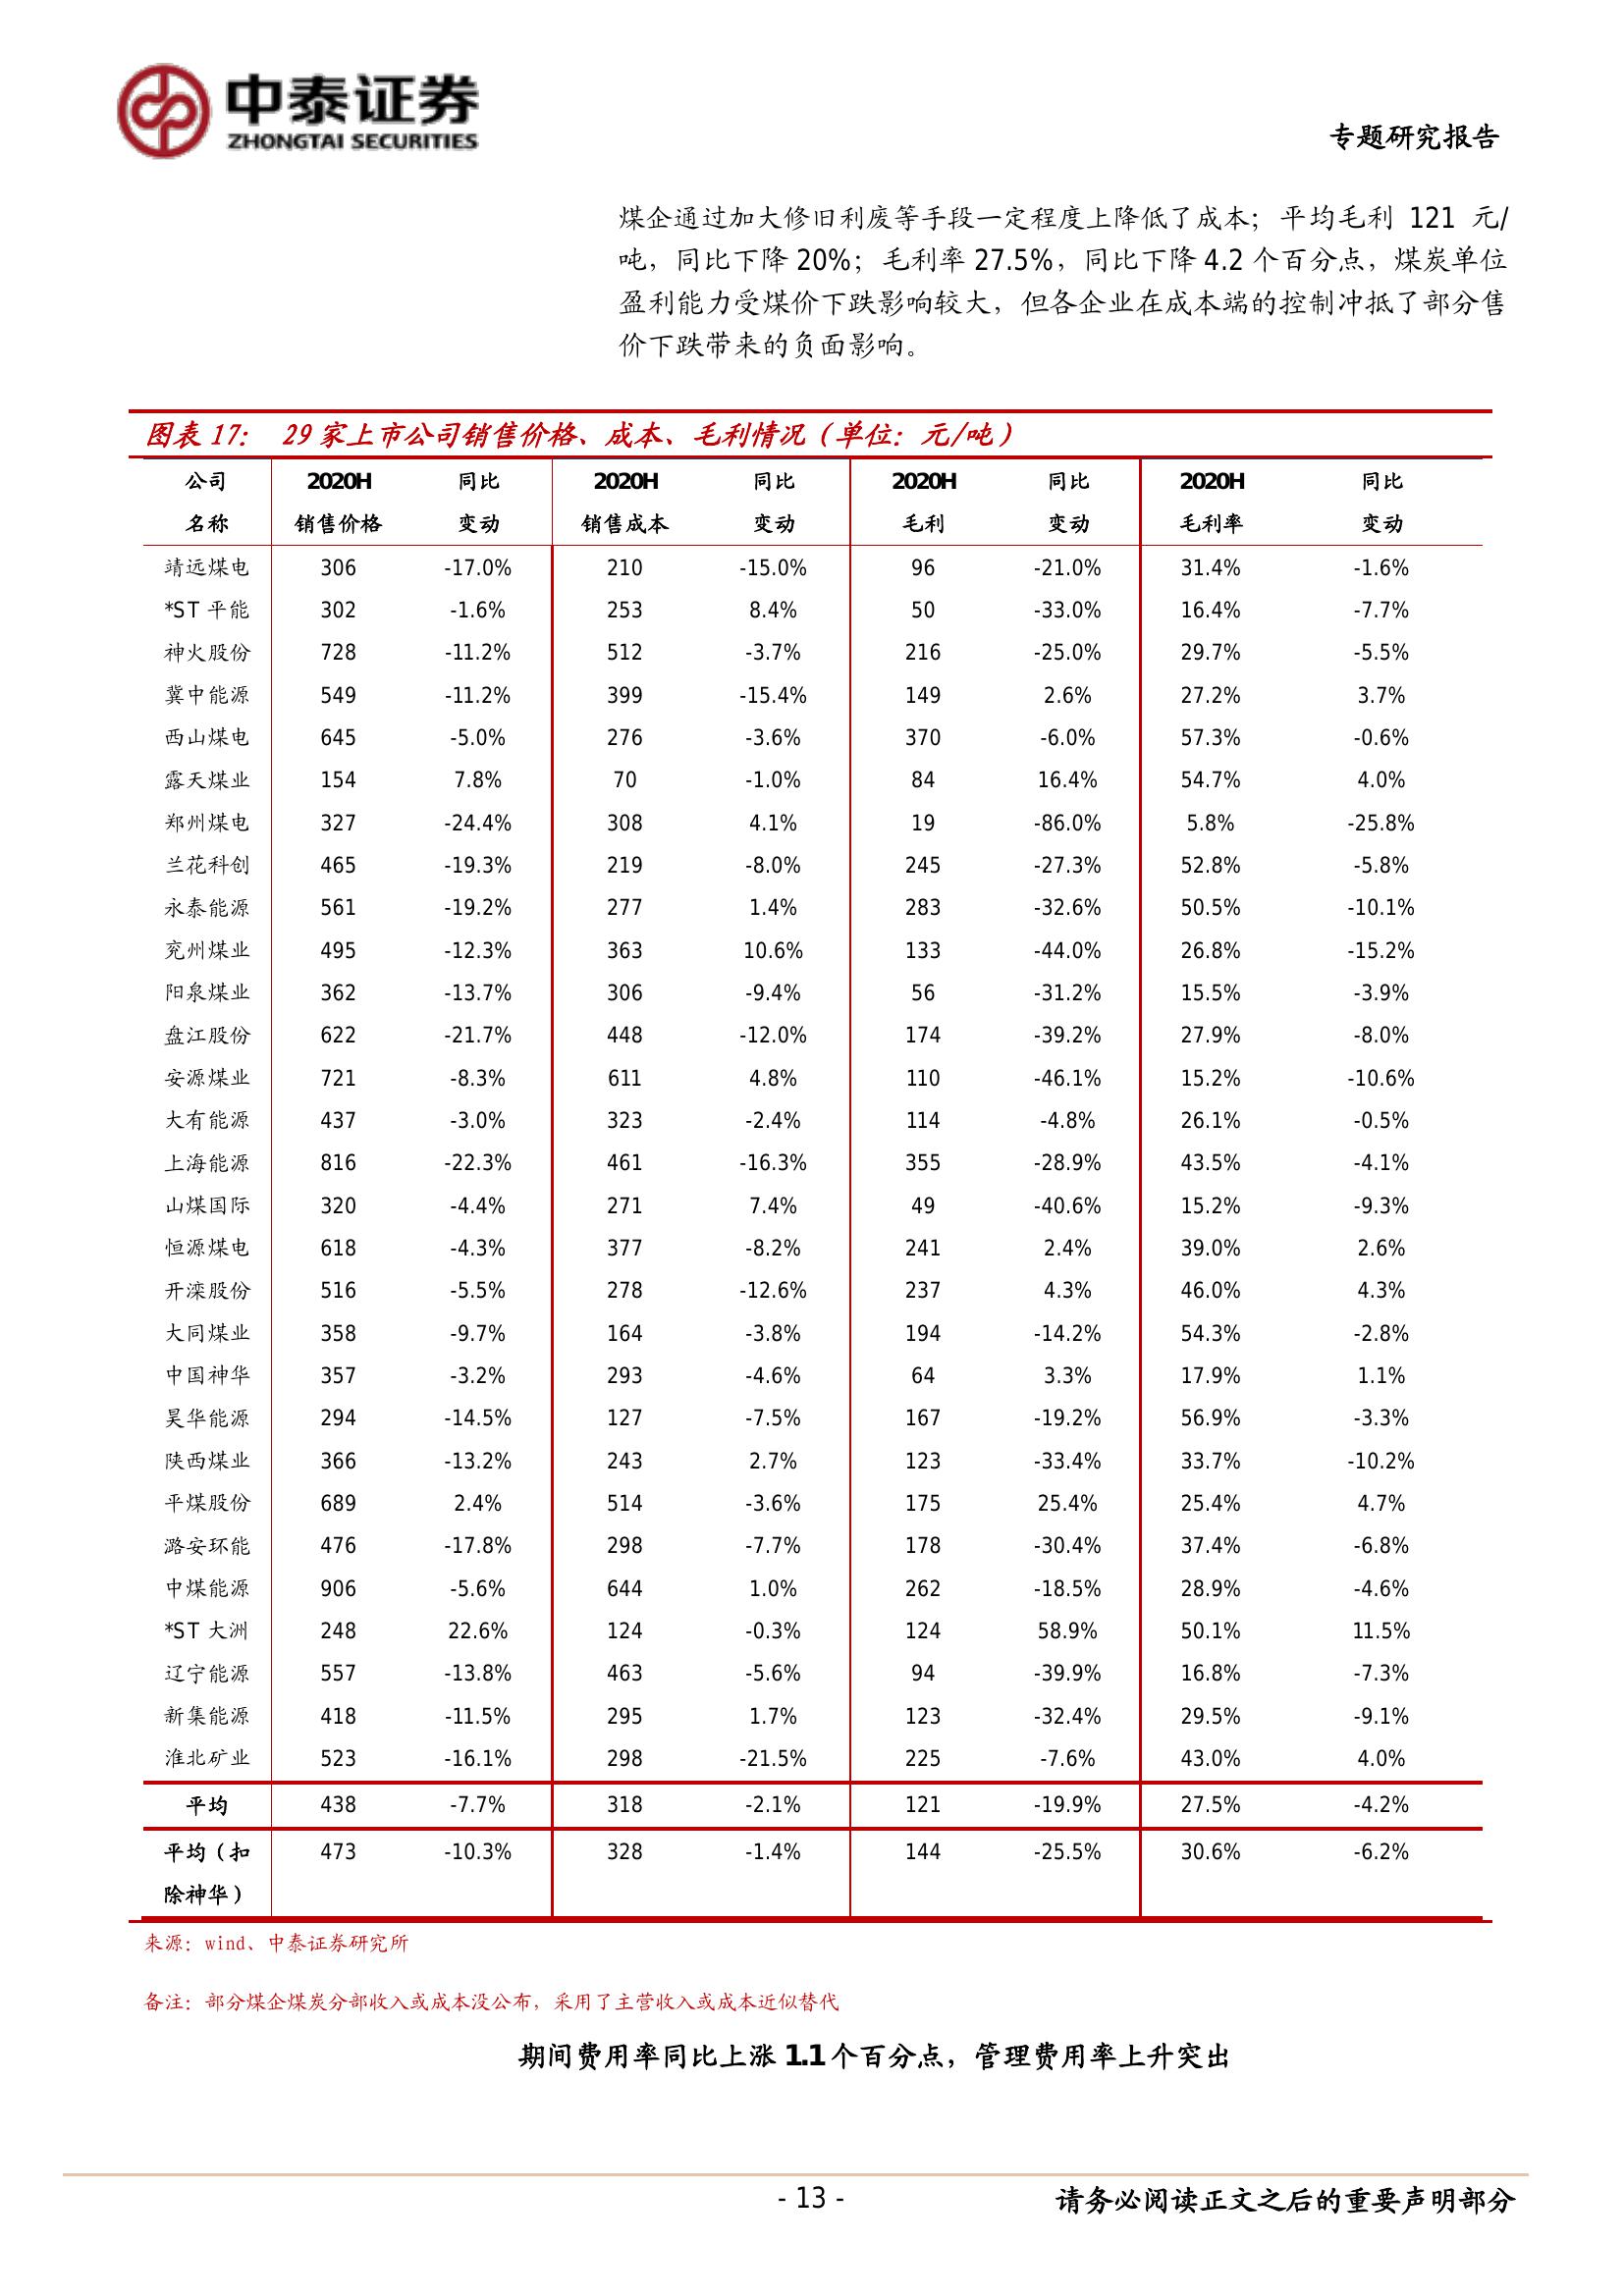 中泰证券
ZHONGTAI SECURITIES
专题研究报告
煤企通过加大修旧利废等手段一定程度上降低了成本；平均毛利 121 元/
吨，同比下降 20%；毛利率 27.5%，同比下降 4.2 个百分点，煤炭单位
盈利能力受煤价下跌影响较大，但各企业在成本端的控制冲抵了部分售
价下跌带来的负面影响。
图表 17： 29 家上市公司销售价格、成本、毛利情况（单位：元/吨）
公司 2020H 同比 2020H 同比 2020H 同比 2020H 同比
名称 销售价格 变动 销售成本 变动 毛利 变动 毛利率 变动
靖远煤电 306 -17.0% 210 -15.0% 96 -21.0% 31.4% -1.6%
*ST 平能 302 -1.6% 253 8.4% 50 -33.0% 16.4% -7.7%
神火股份 728 -11.2% 512 -3.7% 216 -25.0% 29.7% -5.5%
冀中能源 549 -11.2% 399 -15.4% 149 2.6% 27.2% 3.7%
西山煤电 645 -5.0% 276 -3.6% 370 -6.0% 57.3% -0.6%
露天煤业 154 7.8% 70 -1.0% 84 16.4% 54.7% 4.0%
郑州煤电 327 -24.4% 308 4.1% 19 -86.0% 5.8% -25.8%
兰花科创 465 -19.3% 219 -8.0% 245 -27.3% 52.8% -5.8%
永泰能源 561 -19.2% 277 1.4% 283 -32.6% 50.5% -10.1%
兖州煤业 495 -12.3% 363 10.6% 133 -44.0% 26.8% -15.2%
阳泉煤业 362 -13.7% 306 -9.4% 56 -31.2% 15.5% -3.9%
盘江股份 622 -21.7% 448 -12.0% 174 -39.2% 27.9% -8.0%
安源煤业 721 -8.3% 611 4.8% 110 -46.1% 15.2% -10.6%
大有能源 437 -3.0% 323 -2.4% 114 -4.8% 26.1% -0.5%
上海能源 816 -22.3% 461 -16.3% 355 -28.9% 43.5% -4.1%
山煤国际 320 -4.4% 271 7.4% 49 -40.6% 15.2% -9.3%
恒源煤电 618 -4.3% 377 -8.2% 241 2.4% 39.0% 2.6%
开滦股份 516 -5.5% 278 -12.6% 237 4.3% 46.0% 4.3%
大同煤业 358 -9.7% 164 -3.8% 194 -14.2% 54.3% -2.8%
中国神华 357 -3.2% 293 -4.6% 64 3.3% 17.9% 1.1%
昊华能源 294 -14.5% 127 -7.5% 167 -19.2% 56.9% -3.3%
陕西煤业 366 -13.2% 243 2.7% 123 -33.4% 33.7% -10.2%
平煤股份 689 2.4% 514 -3.6% 175 25.4% 25.4% 4.7%
潞安环能 476 -17.8% 298 -7.7% 178 -30.4% 37.4% -6.8%
中煤能源 906 -5.6% 644 1.0% 262 -18.5% 28.9% -4.6%
*ST 大洲 248 22.6% 124 -0.3% 124 58.9% 50.1% 11.5%
辽宁能源 557 -13.8% 463 -5.6% 94 -39.9% 16.8% -7.3%
新集能源 418 -11.5% 295 1.7% 123 -32.4% 29.5% -9.1%
淮北矿业 523 -16.1% 298 -21.5% 225 -7.6% 43.0% 4.0%
平均 438 -7.7% 318 -2.1% 121 -19.9% 27.5% -4.2%
平均（扣 473 -10.3% 328 -1.4% 144 -25.5% 30.6% -6.2%
除神华）
来源：wind、中泰证券研究所
备注：部分煤企煤炭分部收入或成本没公布，采用了主营收入或成本近似替代
期间费用率同比上涨 1.1 个百分点，管理费用率上升突出
- 13 -
请务必阅读正文之后的重要声明部分